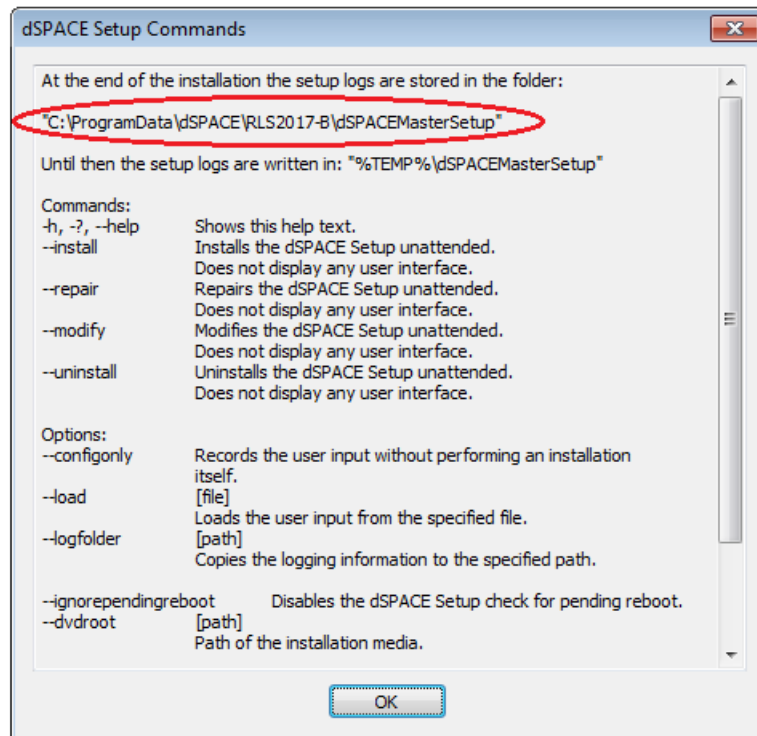 dSPACE Setup Commands
At the end of the installation the setup logs are stored in the folder:
"C:\ProgramData\dSPACE\RLS2017-B\dSPACEMasterSetup"
Until then the setup logs are written in: "%TEMP%\dSPACEMasterSetup"
Commands:
-h, -?, --help Shows this help text.
--install Installs the dSPACE Setup unattended.
Does not display any user interface.
--repair Repairs the dSPACE Setup unattended.
Does not display any user interface.
--modify Modifies the dSPACE Setup unattended.
Does not display any user interface.
--uninstall Uninstalls the dSPACE Setup unattended.
Does not display any user interface.
Options:
--configonly Records the user input without performing an installation
itself.
--load [file]
Loads the user input from the specified file.
--logfolder [path]
Copies the logging information to the specified path.
--ignorependingreboot Disables the dSPACE Setup check for pending reboot.
--dvdroot [path]
Path of the installation media.
OK